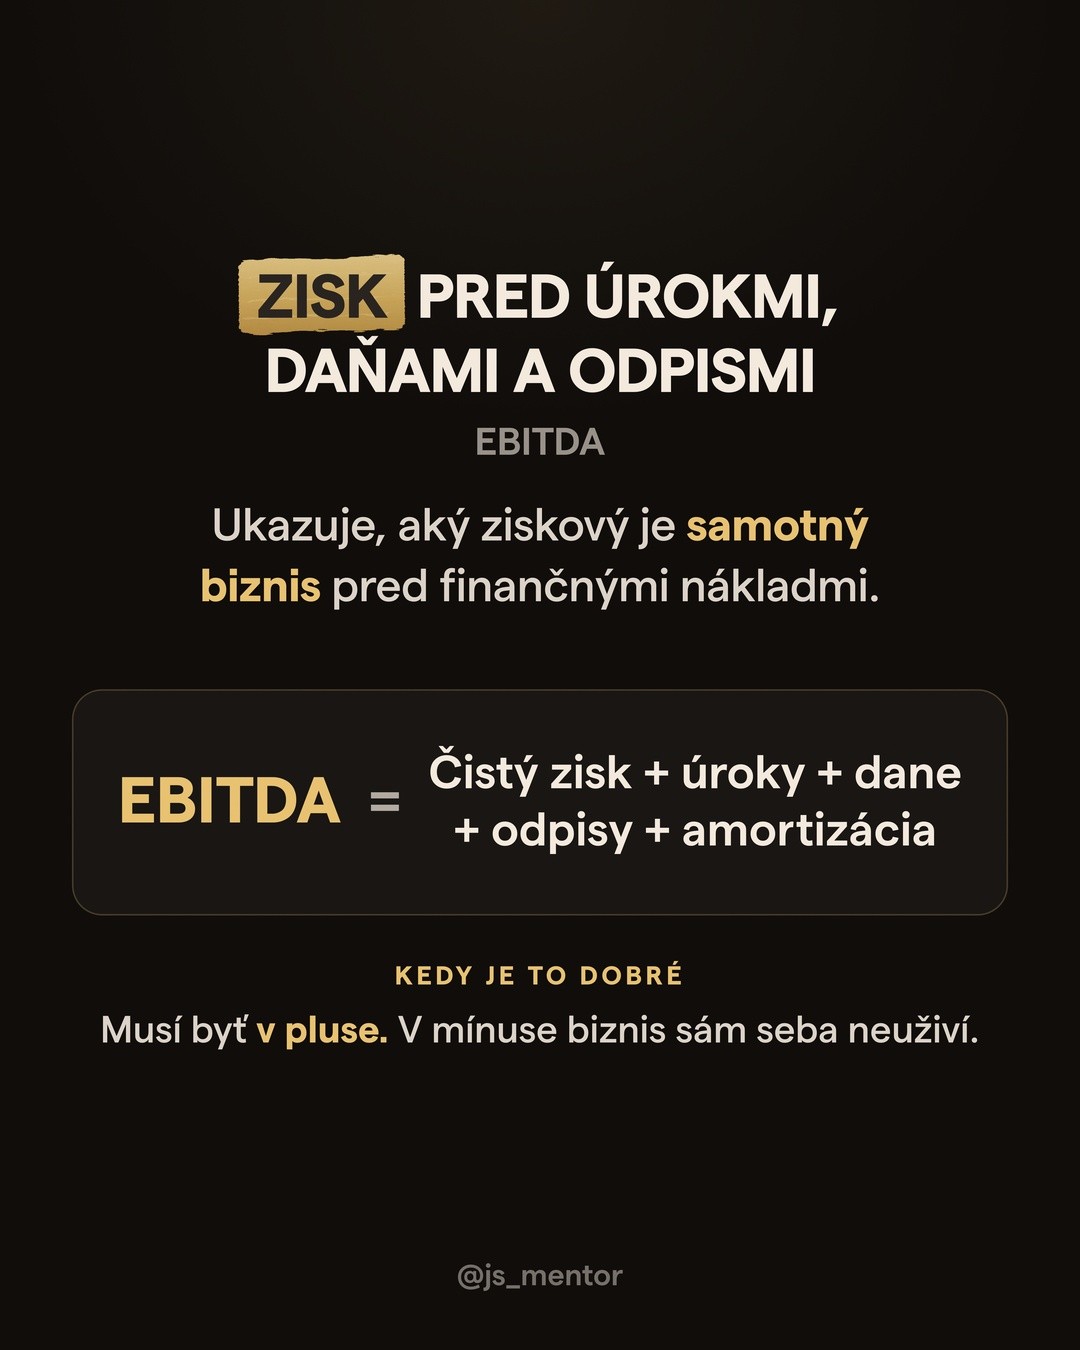 ZISK PRED ÚROKMI,
DAŇAMI A ODPISMI
EBITDA
Ukazuje, aký ziskový je samotný
biznis pred finančnými nákladmi.
EBITDA = Čistý zisk + úroky + dane
+ odpisy + amortizácia
KEDY JE TO DOBRÉ
Musí byť v pluse. V mínuse biznis sám seba neuživí.
@js_mentor